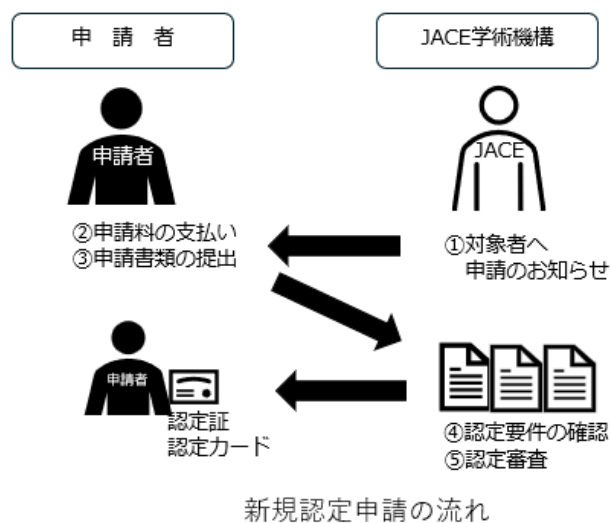 申 請 者
JACE学術機構
申請者
JACE
②申請料の支払い
③申請書類の提出
①対象者へ
申請のお知らせ
申請者
認定証
認定カード
④認定要件の確認
⑤認定審査
新規認定申請の流れ